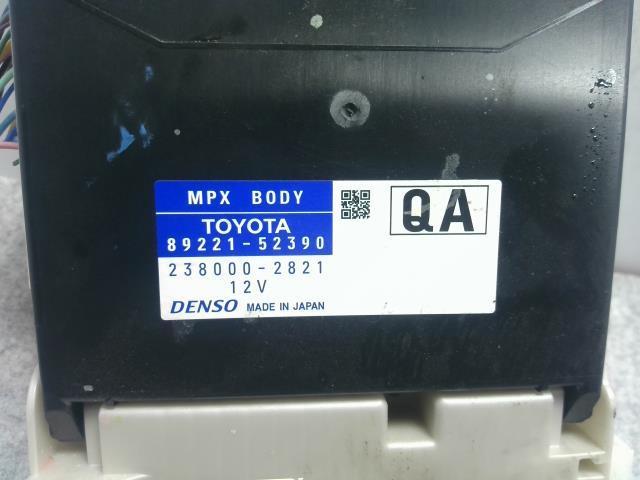 MPX BODY
TOYOTA
89221-52390
238000-2821
12V
DENSO MADE IN JAPAN
QA